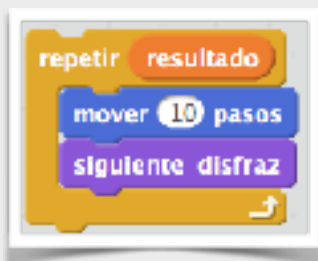 repetir resultado
mover 10 pasos
siguiente disfraz